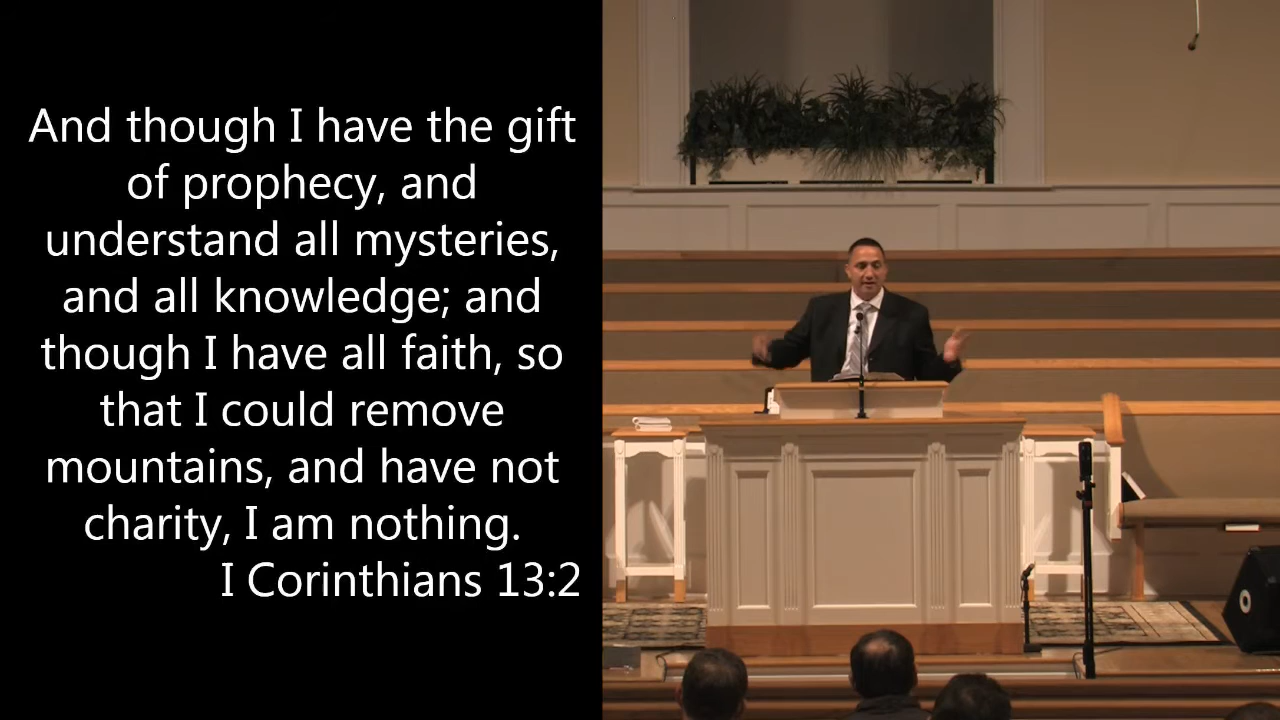 And though I have the gift
of prophecy, and
understand all mysteries,
and all knowledge; and
though I have all faith, so
that I could remove
mountains, and have not
charity, I am nothing.
I Corinthians 13:2